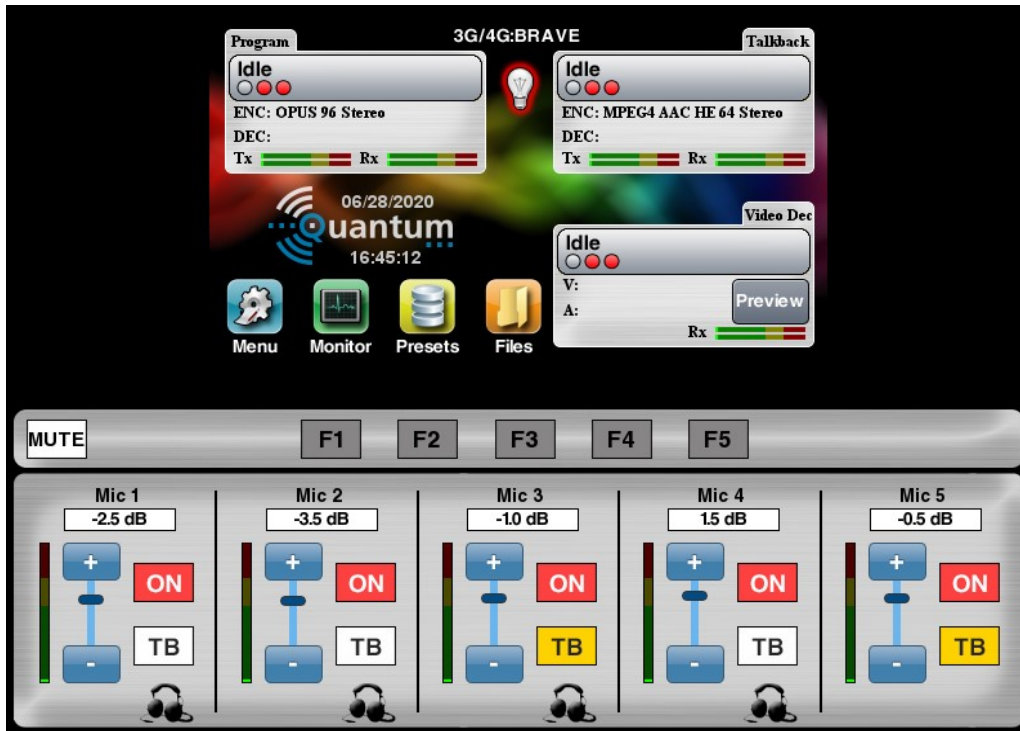 3G/4G:BRAVE
Program
Idle
ENC: OPUS 96 Stereo
DEC:
Tx Rx
Talkback
Idle
ENC: MPEG4 AAC HE 64 Stereo
DEC:
Tx Rx
06/28/2020
Quantum
16:45:12
Video Dec
Idle
V:
A:
Preview
Rx
Menu Monitor Presets Files
MUTE F1 F2 F3 F4 F5
Mic 1 Mic 2 Mic 3 Mic 4 Mic 5
-2.5 dB -3.5 dB -1.0 dB 1.5 dB -0.5 dB
+ + + + +
ON ON ON ON ON
TB TB TB TB TB
- - - - -